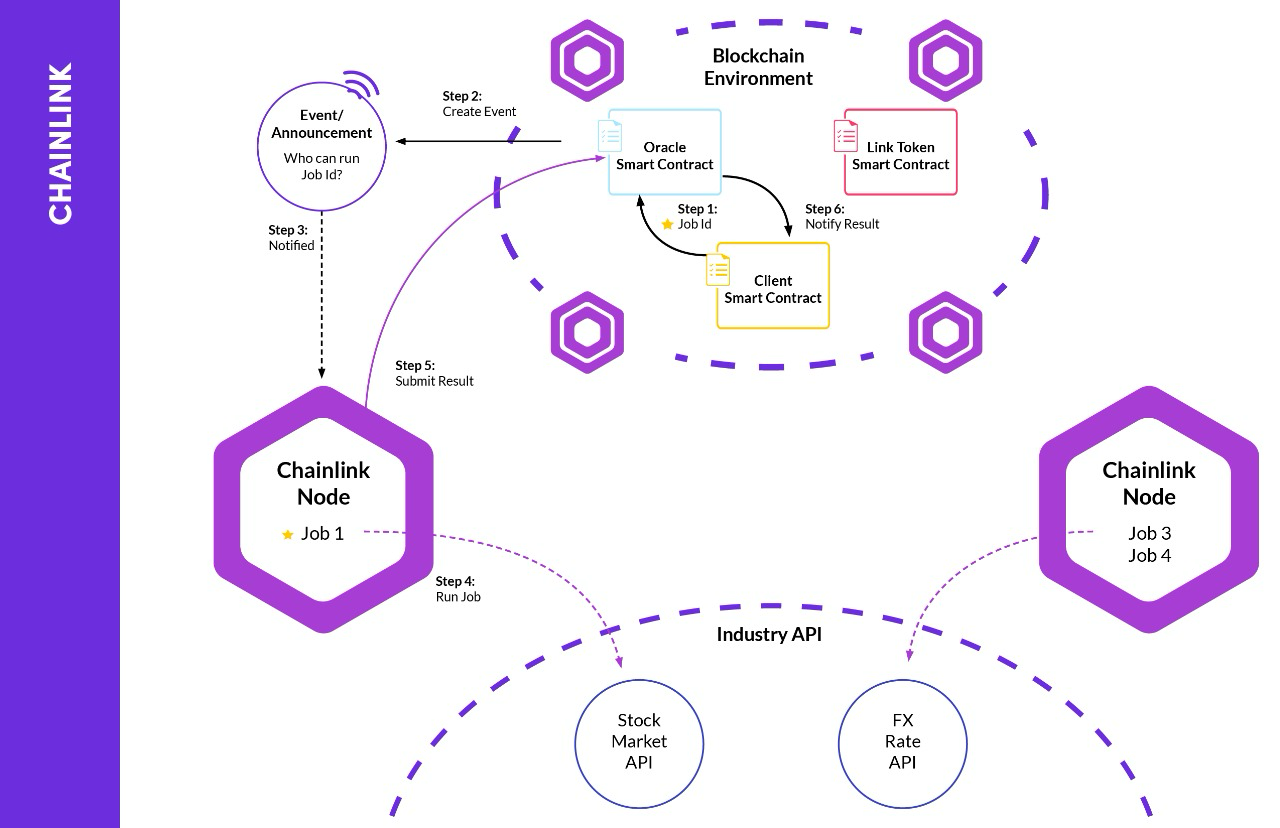 CHAINLINK
Blockchain
Environment
Event/
Announcement
Who can run
Job Id?
Step 2:
Create Event
Oracle
Smart Contract
Link Token
Smart Contract
Step 1:
Job Id
Step 6:
Notify Result
Client
Smart Contract
Step 3:
Notified
Step 5:
Submit Result
Chainlink
Node
Job 1
Step 4:
Run Job
Chainlink
Node
Job 3
Job 4
Industry API
Stock
Market
API
FX
Rate
API